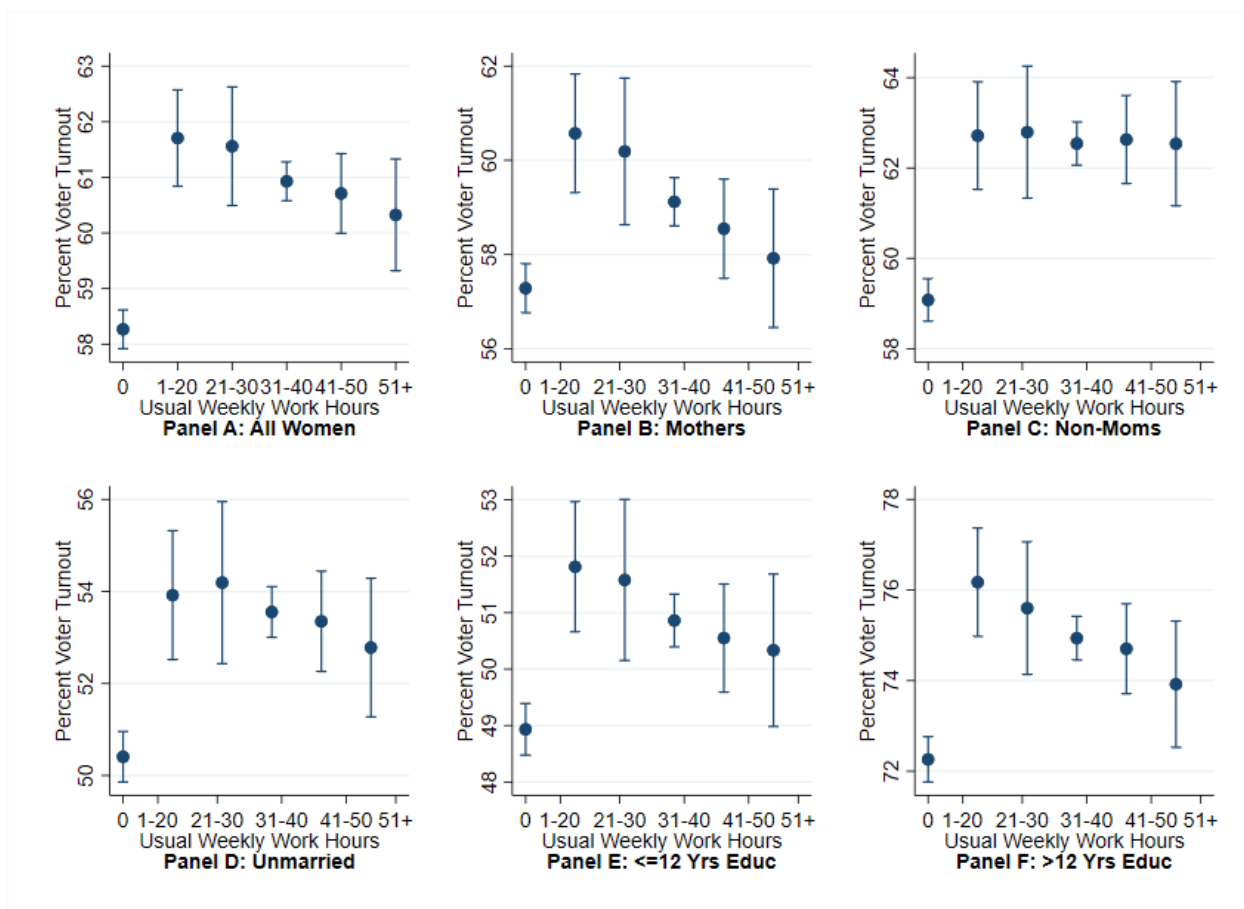 Percent Voter Turnout
63
62
61
60
59
58
0 1-20 21-30 31-40 41-50 51+
Usual Weekly Work Hours
Panel A: All Women
Percent Voter Turnout
62
60
58
56
0 1-20 21-30 31-40 41-50 51+
Usual Weekly Work Hours
Panel B: Mothers
Percent Voter Turnout
64
62
60
58
0 1-20 21-30 31-40 41-50 51+
Usual Weekly Work Hours
Panel C: Non-Moms
Percent Voter Turnout
56
54
52
50
0 1-20 21-30 31-40 41-50 51+
Usual Weekly Work Hours
Panel D: Unmarried
Percent Voter Turnout
53
52
51
50
49
48
0 1-20 21-30 31-40 41-50 51+
Usual Weekly Work Hours
Panel E: <=12 Yrs Educ
Percent Voter Turnout
78
76
74
72
0 1-20 21-30 31-40 41-50 51+
Usual Weekly Work Hours
Panel F: >12 Yrs Educ